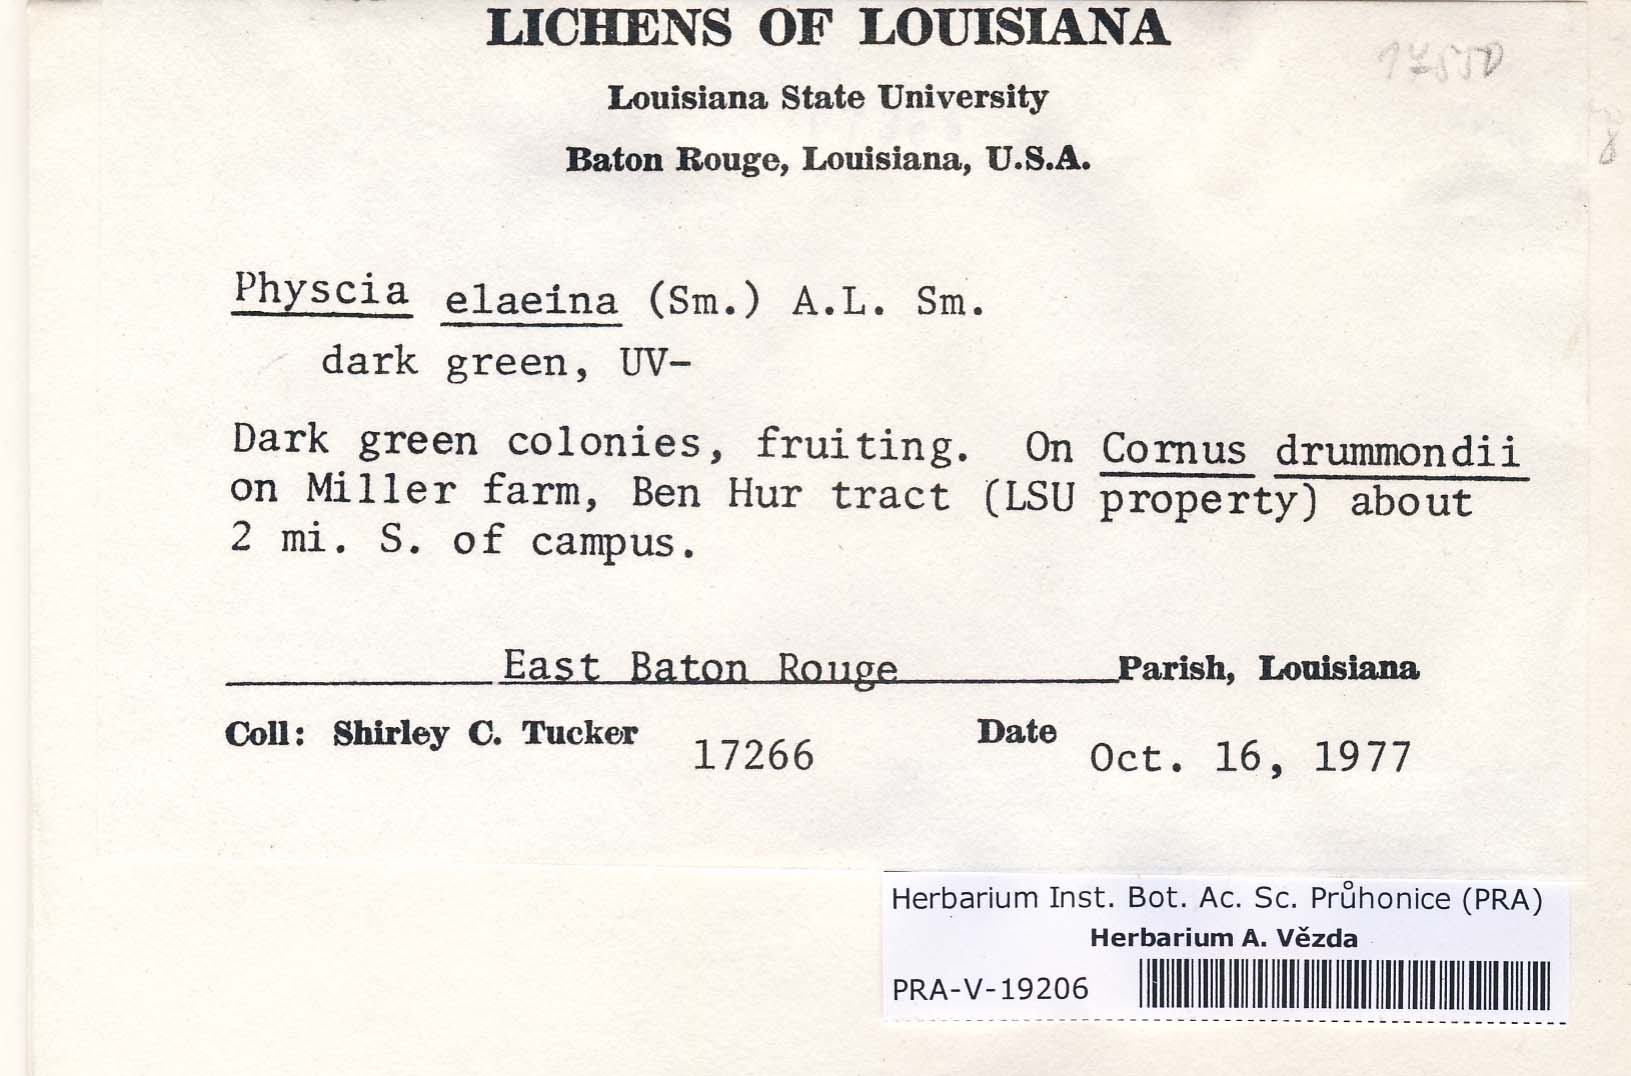 LICHENS OF LOUISIANA
Louisiana State University
Baton Rouge, Louisiana, U.S.A.
Physcia elaeina (Sm.) A.L. Sm.
dark green, UV-
Dark green colonies, fruiting. On Cornus drummondii
on Miller farm, Ben Hur tract (LSU property) about
2 mi. S. of campus.
East Baton Rouge Parish, Louisiana
Coll: Shirley C. Tucker 17266 Date Oct. 16, 1977
Herbarium Inst. Bot. Ac. Sc. Průhonice (PRA)
Herbarium A. Vězda
PRA-V-19206